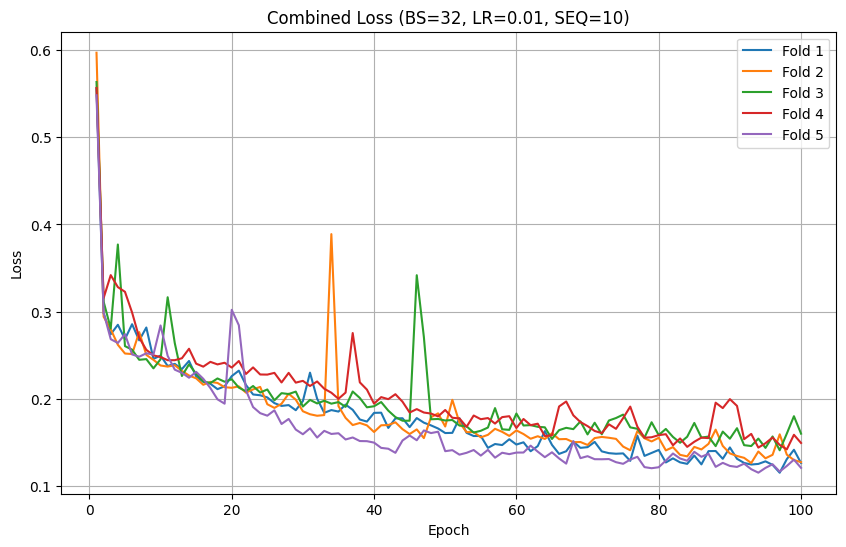 Combined Loss (BS=32, LR=0.01, SEQ=10)
Fold 1
Fold 2
Fold 3
Fold 4
Fold 5
Loss
0.6
0.5
0.4
0.3
0.2
0.1
0 20 40 60 80 100
Epoch